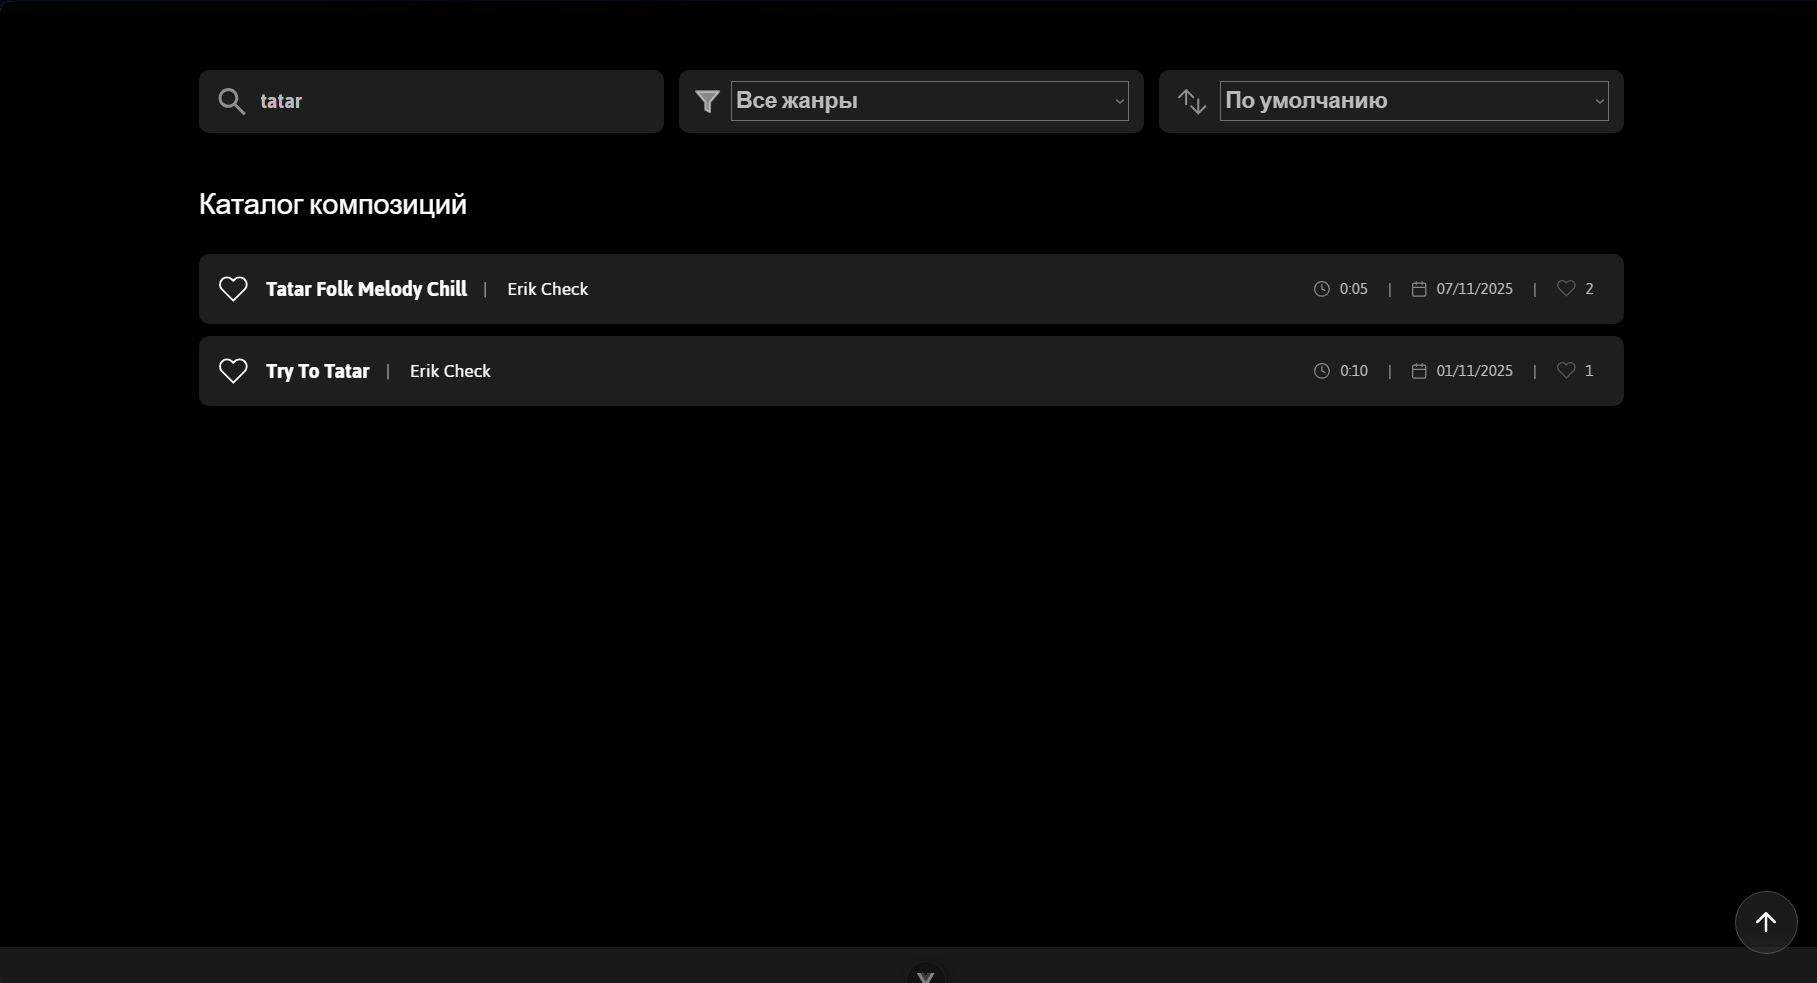 tatar
Все жанры
По умолчанию
Каталог композиций
Tatar Folk Melody Chill | Erik Check 0:05 | 07/11/2025 | 2
Try To Tatar | Erik Check 0:10 | 01/11/2025 | 1